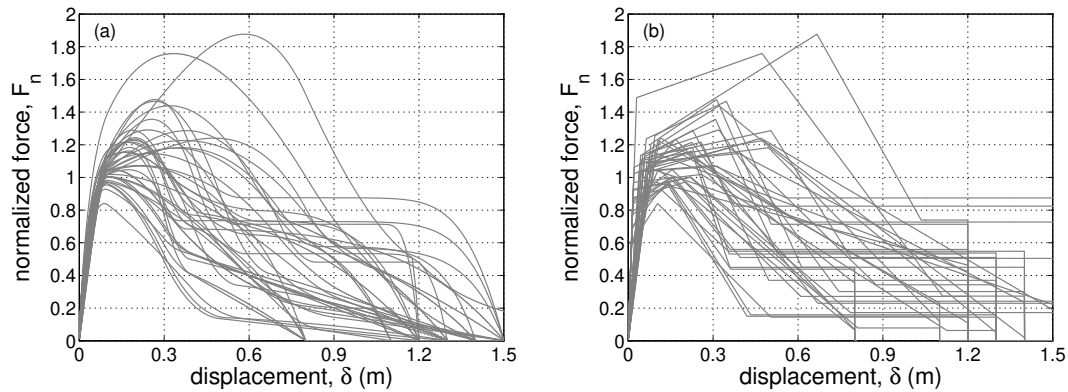 (a)
2
1.8
1.6
1.4
1.2
1
0.8
0.6
0.4
0.2
0
0 0.3 0.6 0.9 1.2 1.5
normalized force, F_n
displacement, δ (m)
(b)
2
1.8
1.6
1.4
1.2
1
0.8
0.6
0.4
0.2
0
0 0.3 0.6 0.9 1.2 1.5
normalized force, F_n
displacement, δ (m)